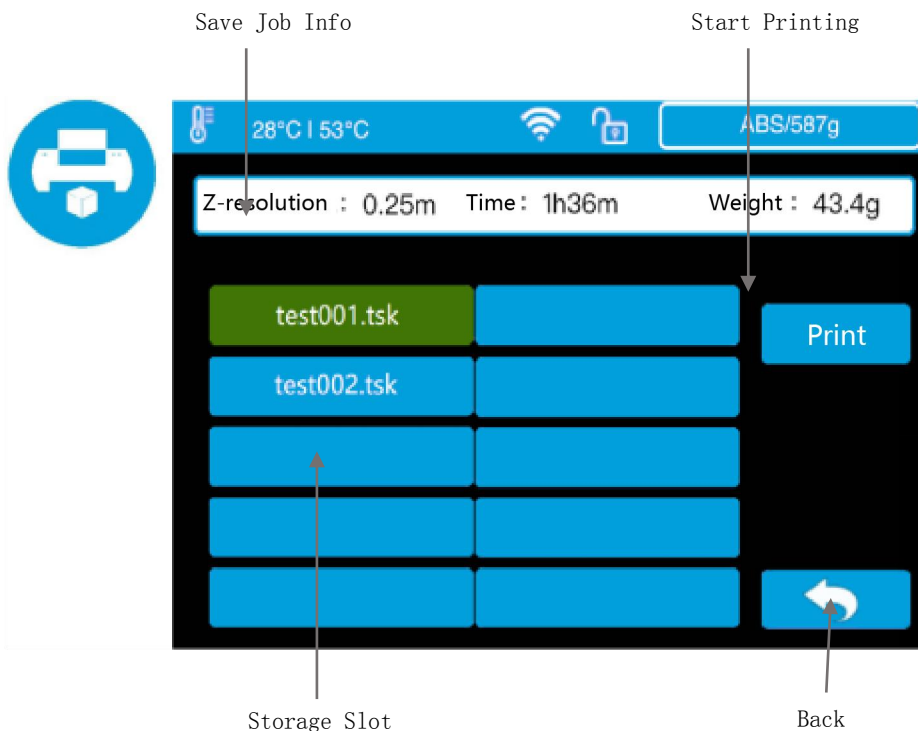 Save Job Info
Start Printing
28°C | 53°C
ABS/587g
Z-resolution : 0.25m Time: 1h36m Weight : 43.4g
test001.tsk
Print
test002.tsk
Storage Slot
Back